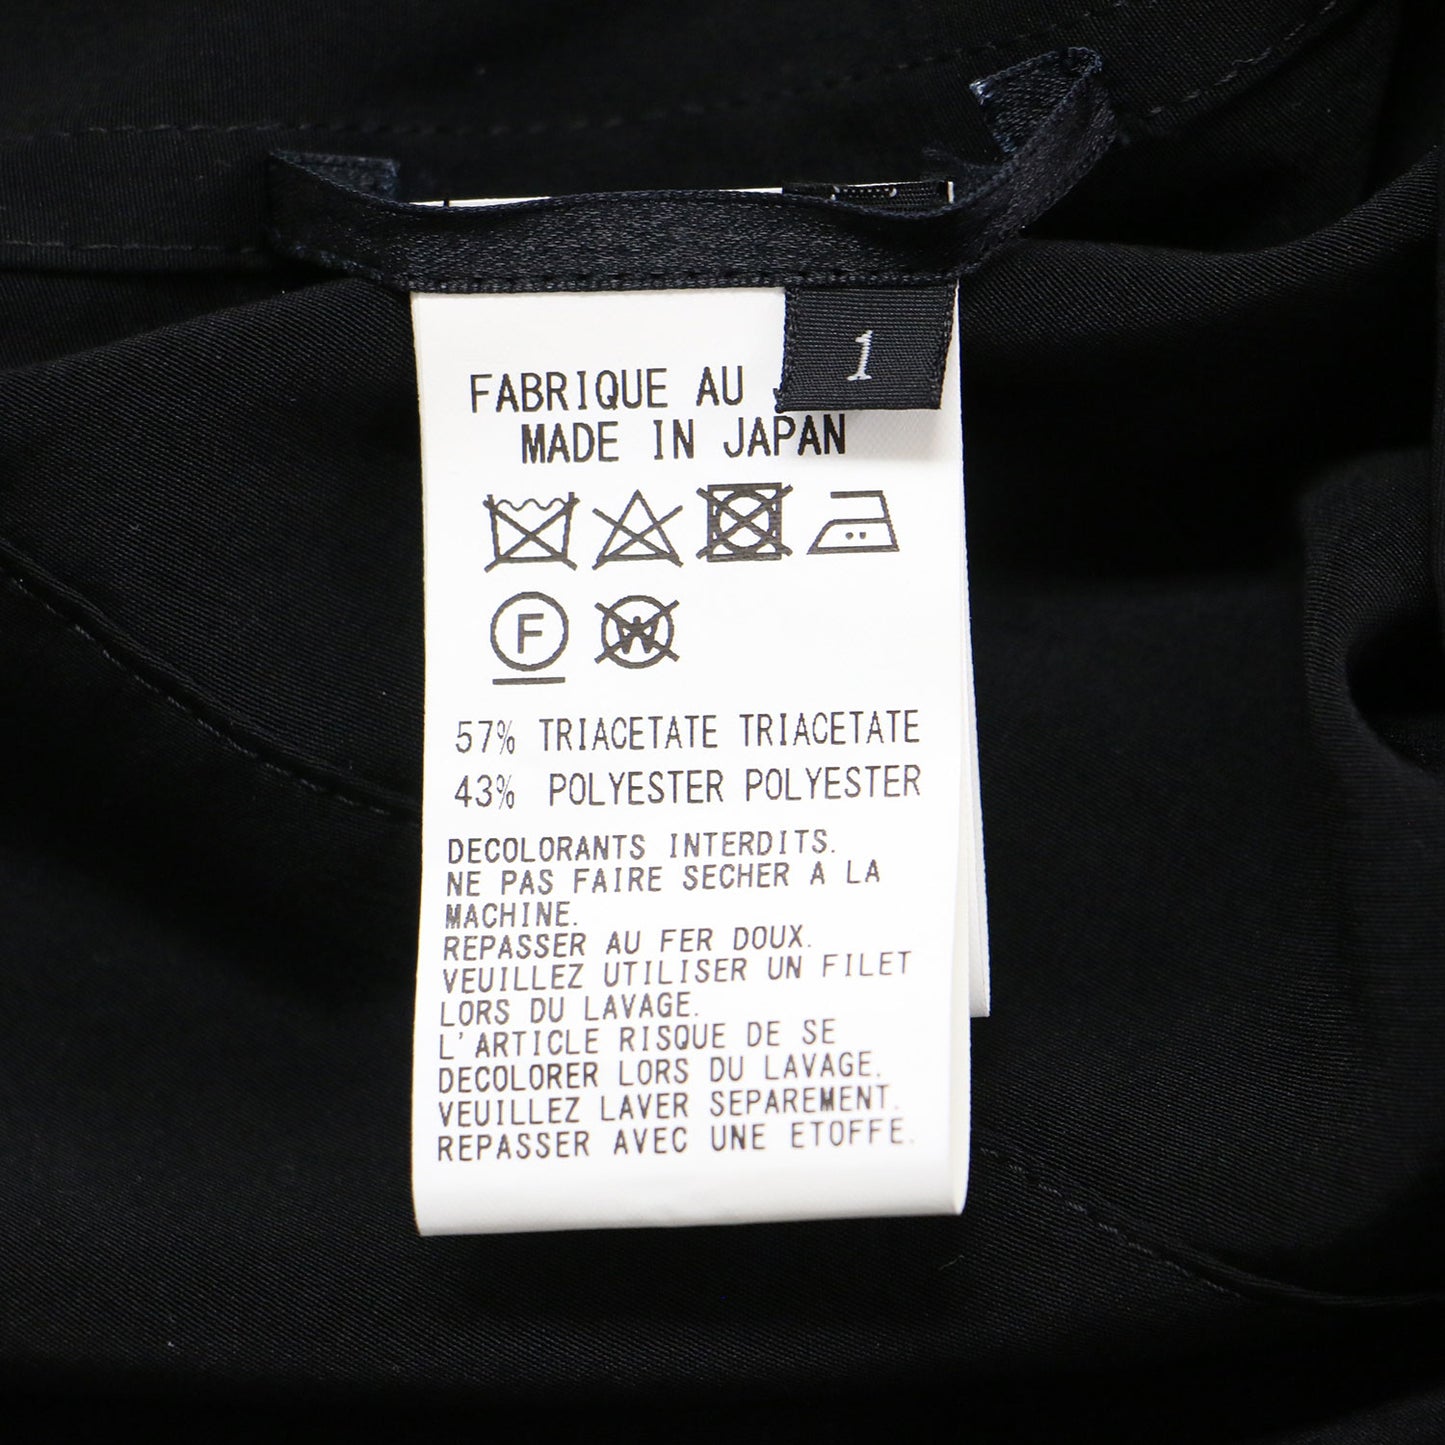 1
FABRIQUE AU
MADE IN JAPAN
F
W
57% TRIACETATE TRIACETATE
43% POLYESTER POLYESTER
DECOLORANTS INTERDITS.
NE PAS FAIRE SECHER A LA
MACHINE.
REPASSER AU FER DOUX.
VEUILLEZ UTILISER UN FILET
LORS DU LAVAGE.
L'ARTICLE RISQUE DE SE
DECOLORER LORS DU LAVAGE.
VEUILLEZ LAVER SEPAREMENT.
REPASSER AVEC UNE ETOFFE.